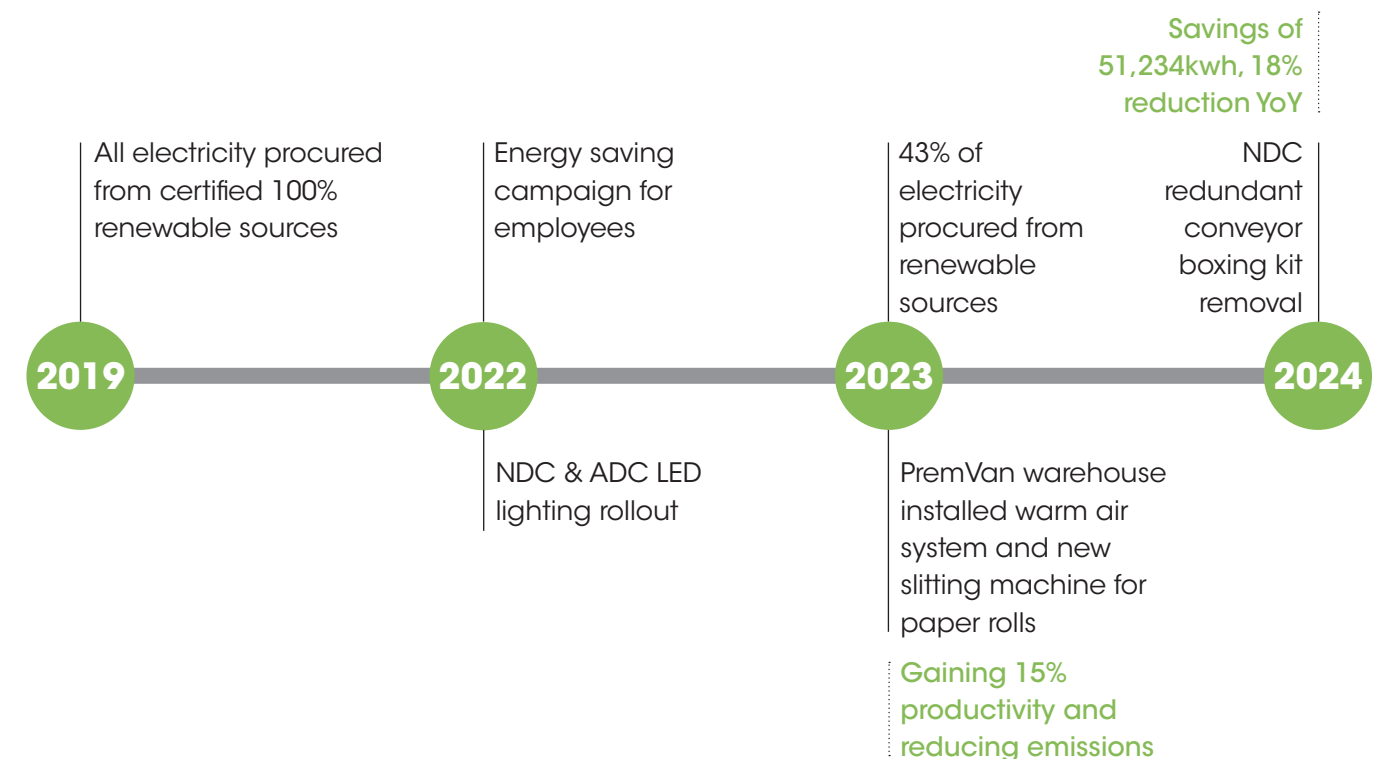 Savings of
51,234kwh, 18%
reduction YoY
All electricity procured
from certified 100%
renewable sources
Energy saving
campaign for
employees
43% of
electricity
procured from
renewable
sources
NDC
redundant
conveyor
boxing kit
removal
2019
2022
2023
2024
NDC & ADC LED
lighting rollout
PremVan warehouse
installed warm air
system and new
slitting machine for
paper rolls
Gaining 15%
productivity and
reducing emissions